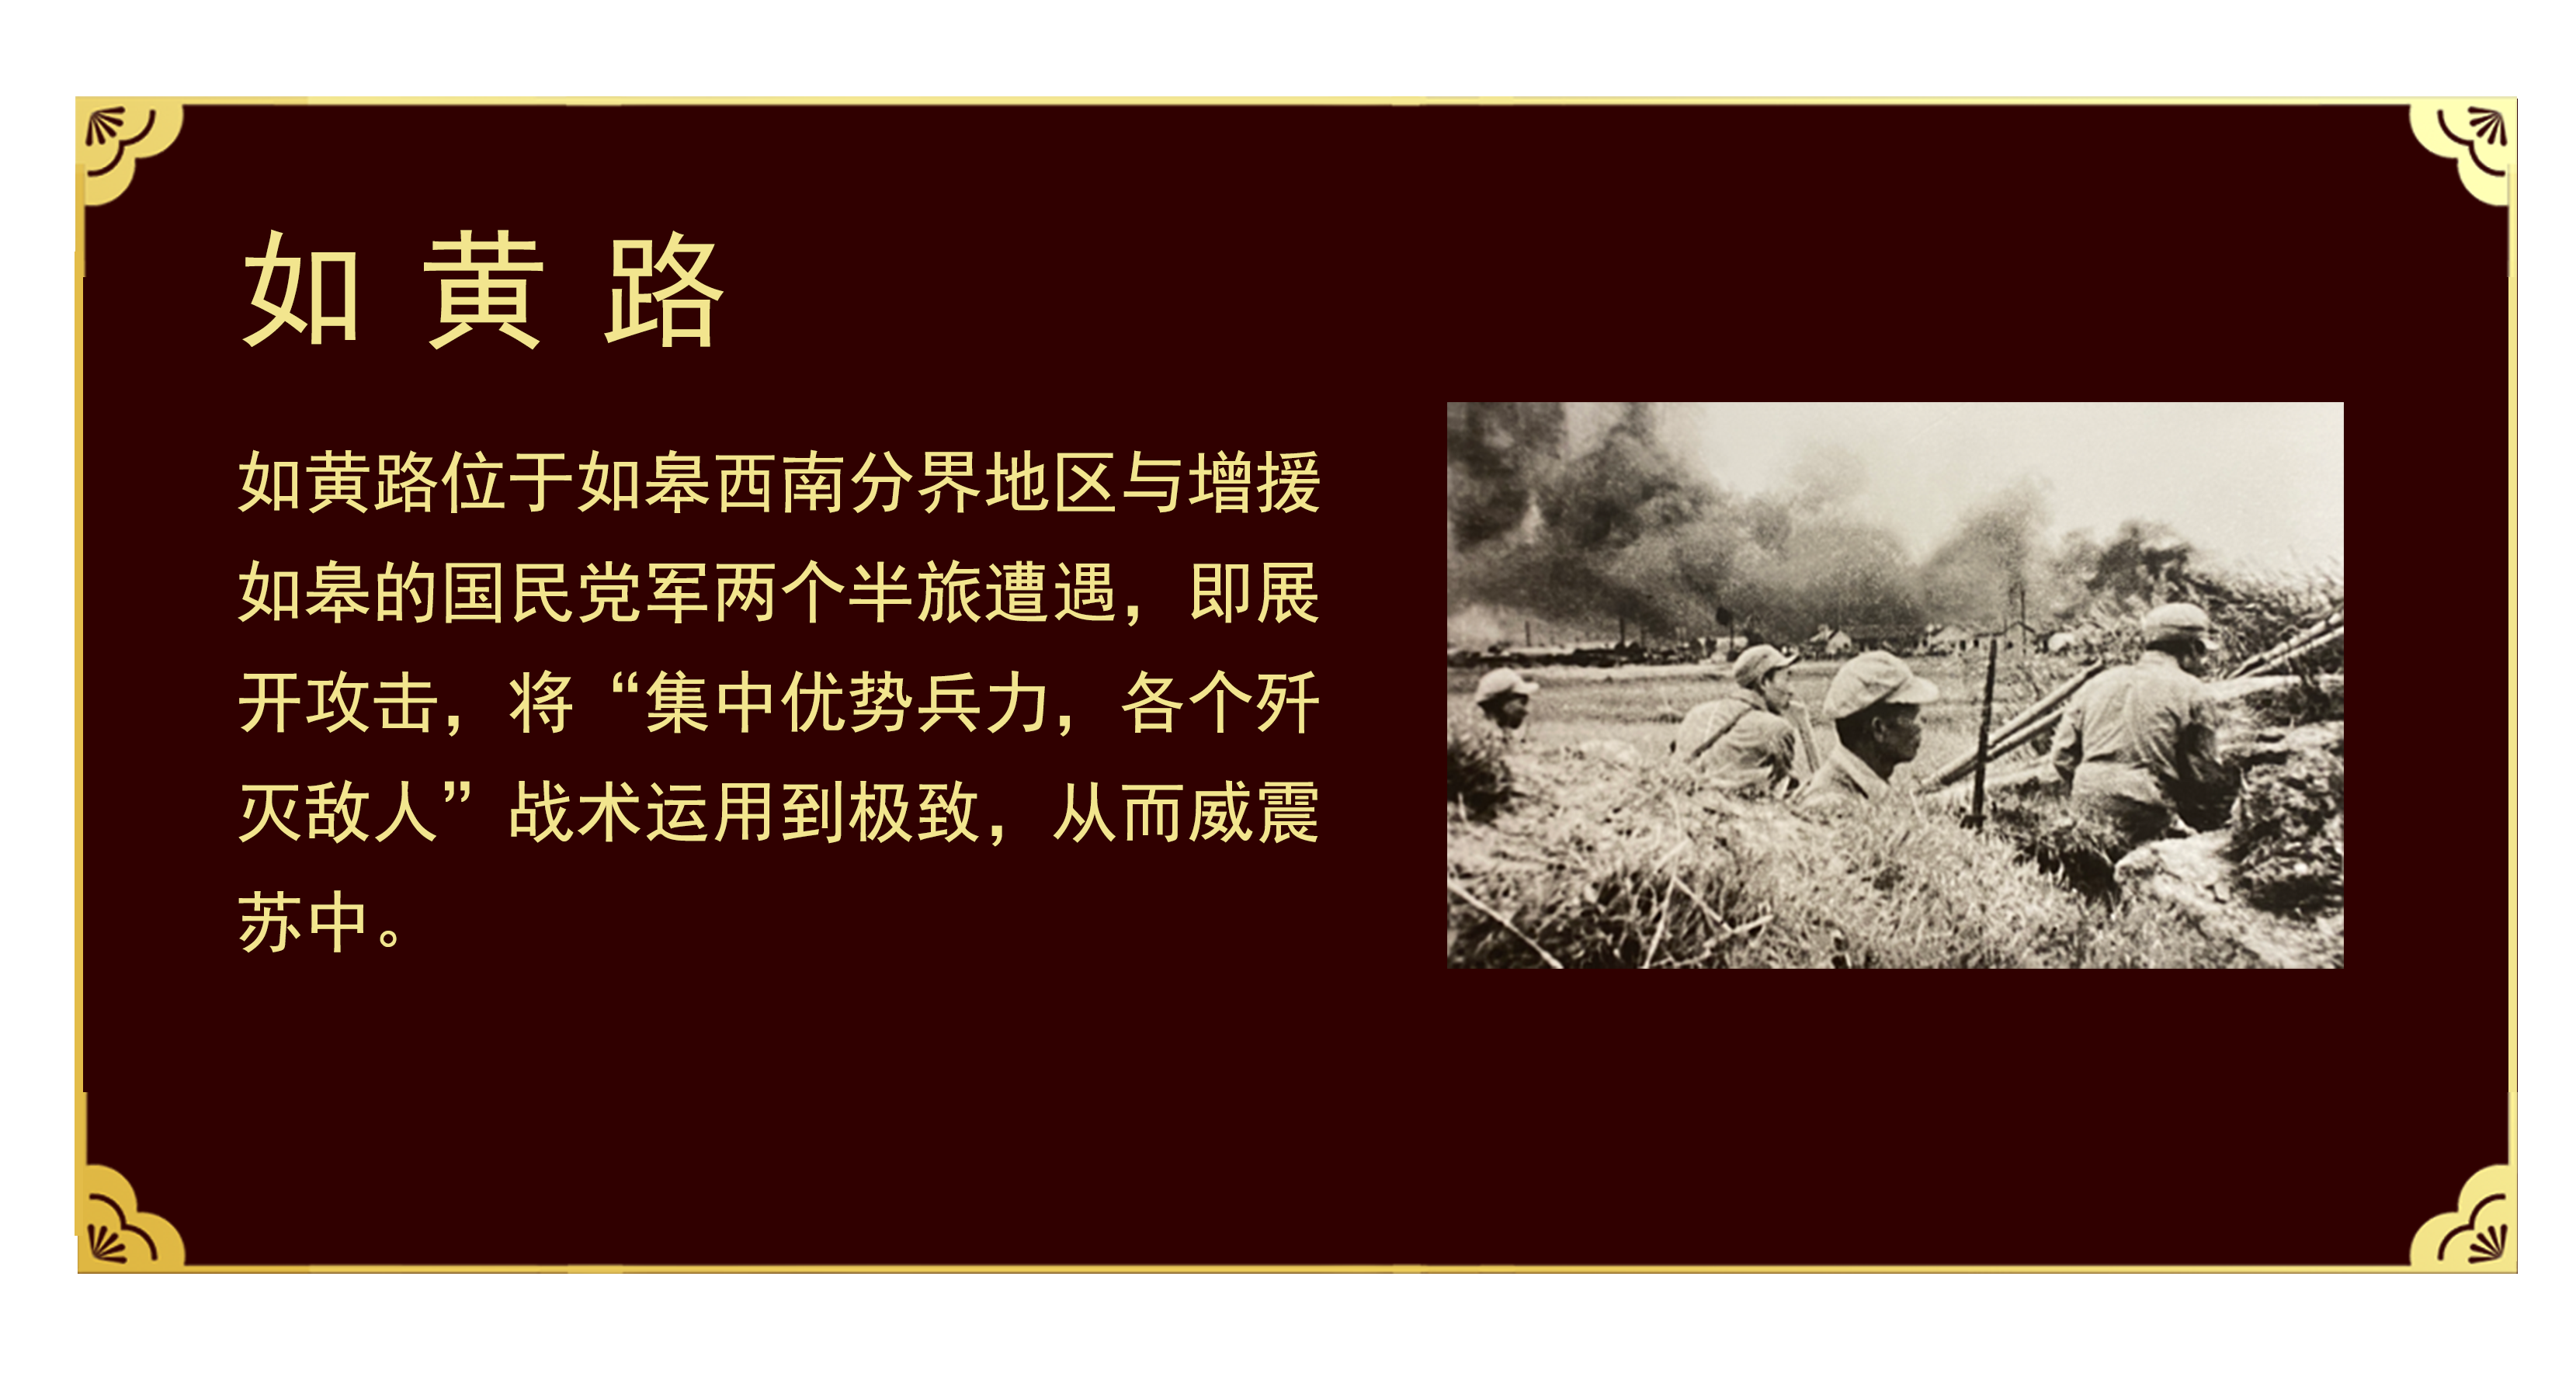 如黄路
如黄路位于如皋西南分界地区与增援
如皋的国民党军两个半旅遭遇，即展
开攻击，将“集中优势兵力，各个歼
灭敌人”战术运用到极致，从而威震
苏中。